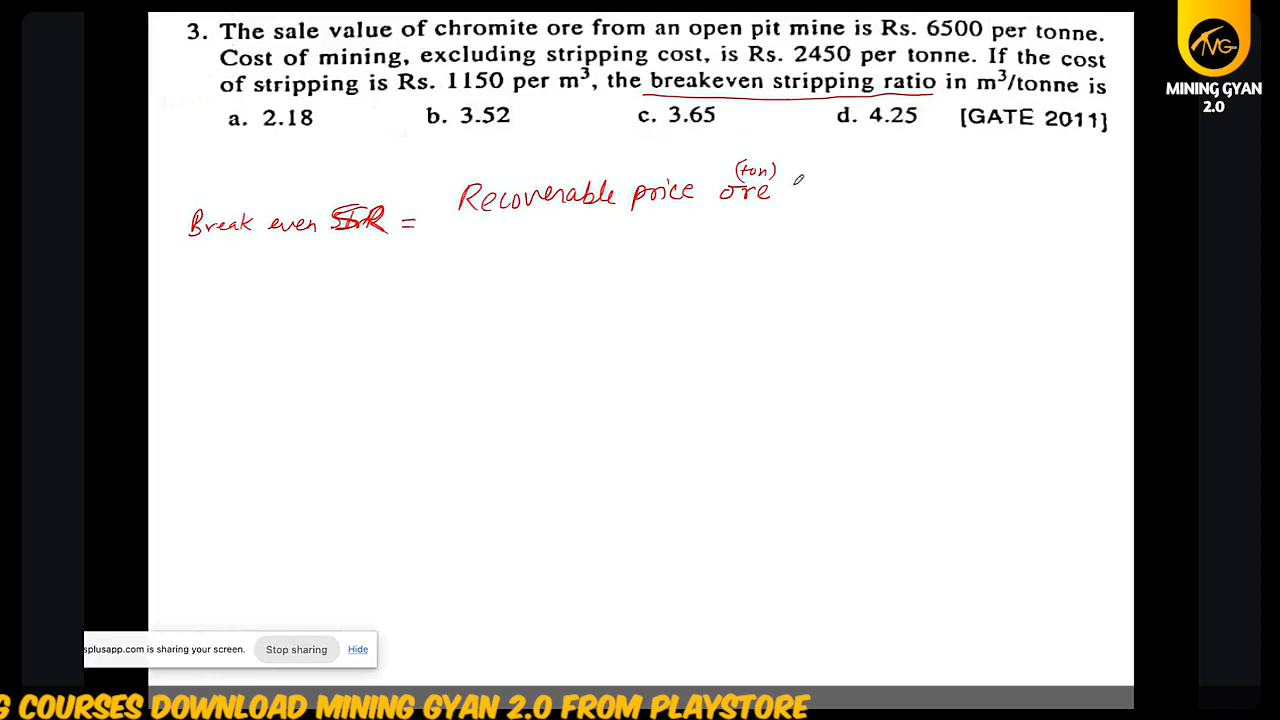 3. The sale value of chromite ore from an open pit mine is Rs. 6500 per tonne.
Cost of mining, excluding stripping cost, is Rs. 2450 per tonne. If the cost
of stripping is Rs. 1150 per m³, the breakeven stripping ratio in m³/tonne is
a. 2.18 b. 3.52 c. 3.65 d. 4.25 [GATE 2011]
TVG
MINING GYAN
2.0
(ton)
Recoverable price ore
Break even =
splusapp.com is sharing your screen. Stop sharing Hide
G COURSES DOWNLOAD MINING GYAN 2.0 FROM PLAYSTORE